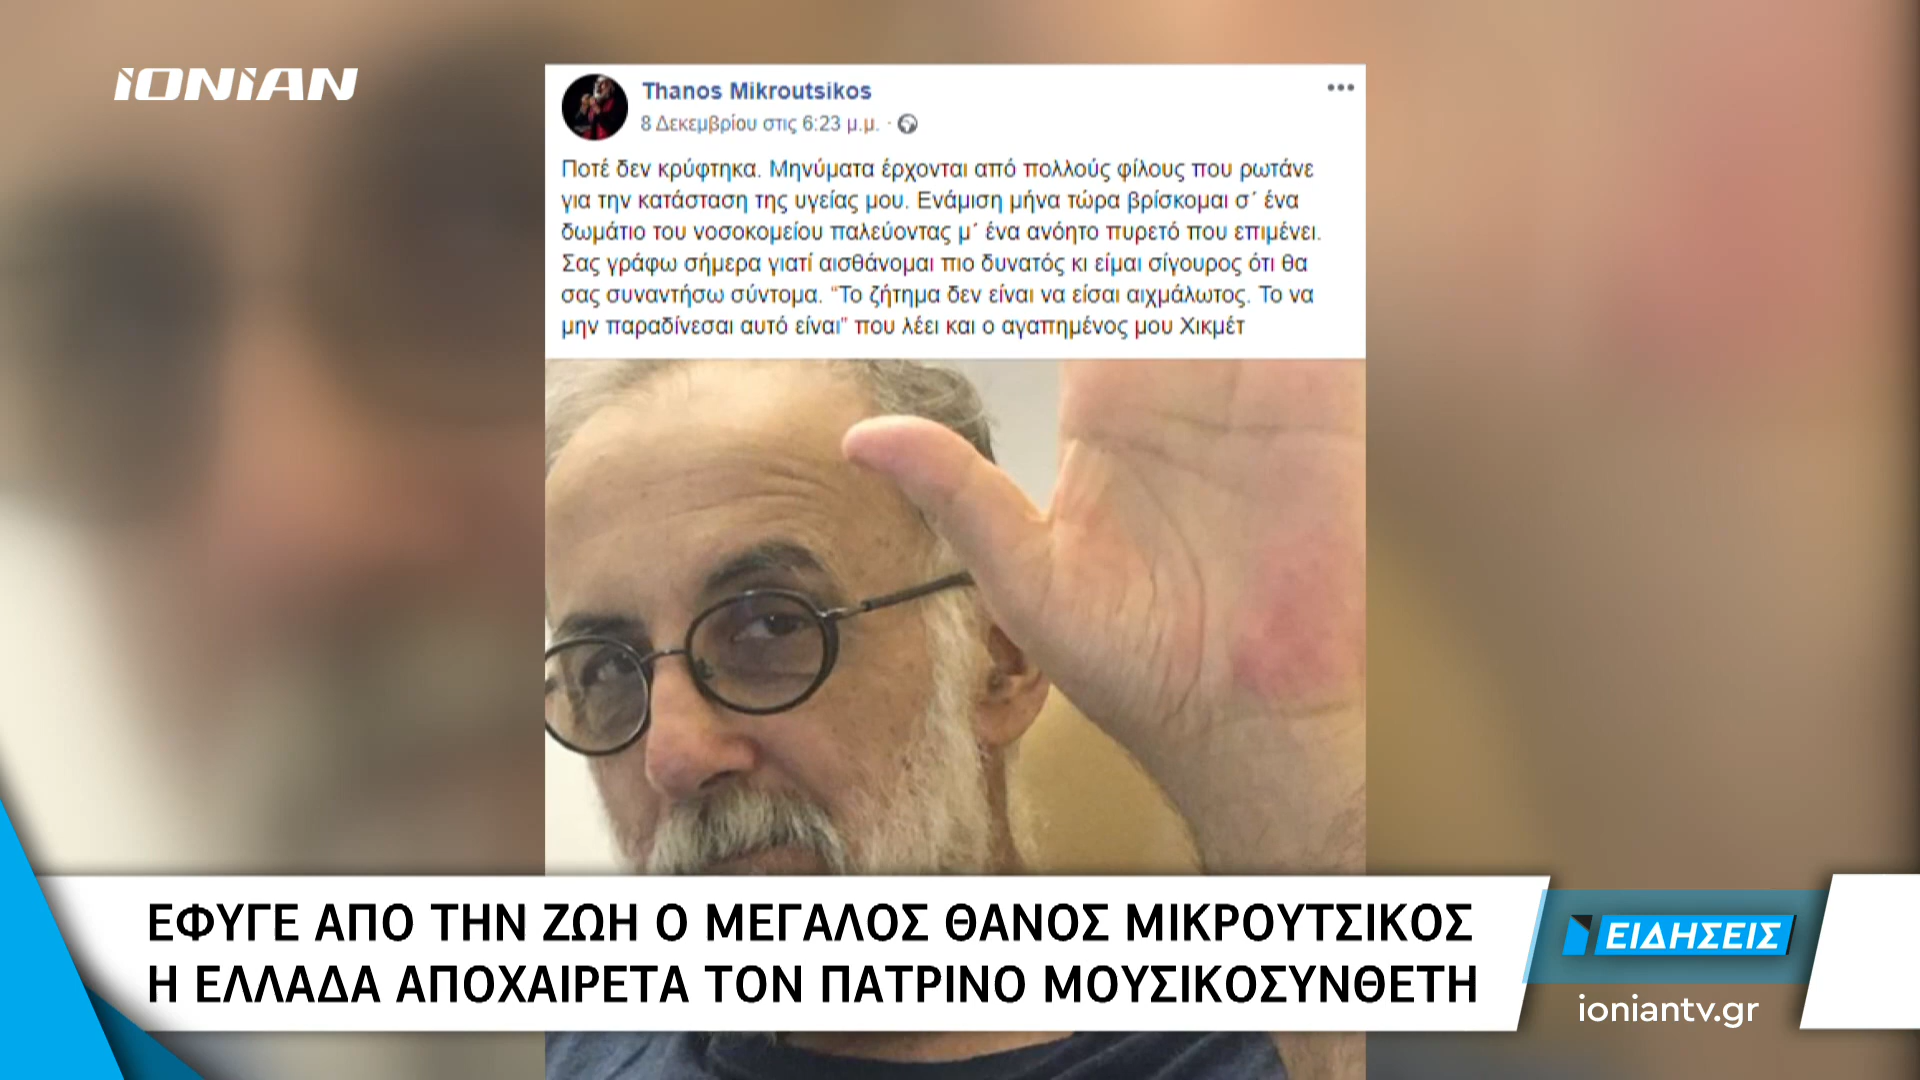 IONIAN
Thanos Mikroutsikos
8 Δεκεμβρίου στις 6:23 μ.μ. ·
Ποτέ δεν κρύφτηκα. Μηνύματα έρχονται από πολλούς φίλους που ρωτάνε
για την κατάσταση της υγείας μου. Ενάμιση μήνα τώρα βρίσκομαι σ΄ ένα
δωμάτιο του νοσοκομείου παλεύοντας μ΄ ένα ανόητο πυρετό που επιμένει.
Σας γράφω σήμερα γιατί αισθάνομαι πιο δυνατός κι είμαι σίγουρος ότι θα
σας συναντήσω σύντομα. “Το ζήτημα δεν είναι να είσαι αιχμάλωτος. Το να
μην παραδίνεσαι αυτό είναι” που λέει και ο αγαπημένος μου Χικμέτ
ΕΦΥΓΕ ΑΠΟ ΤΗΝ ΖΩΗ Ο ΜΕΓΑΛΟΣ ΘΑΝΟΣ ΜΙΚΡΟΥΤΣΙΚΟΣ
Η ΕΛΛΑΔΑ ΑΠΟΧΑΙΡΕΤΑ ΤΟΝ ΠΑΤΡΙΝΟ ΜΟΥΣΙΚΟΣΥΝΘΕΤΗ
ΕΙΔΗΣΕΙΣ
ioniantv.gr